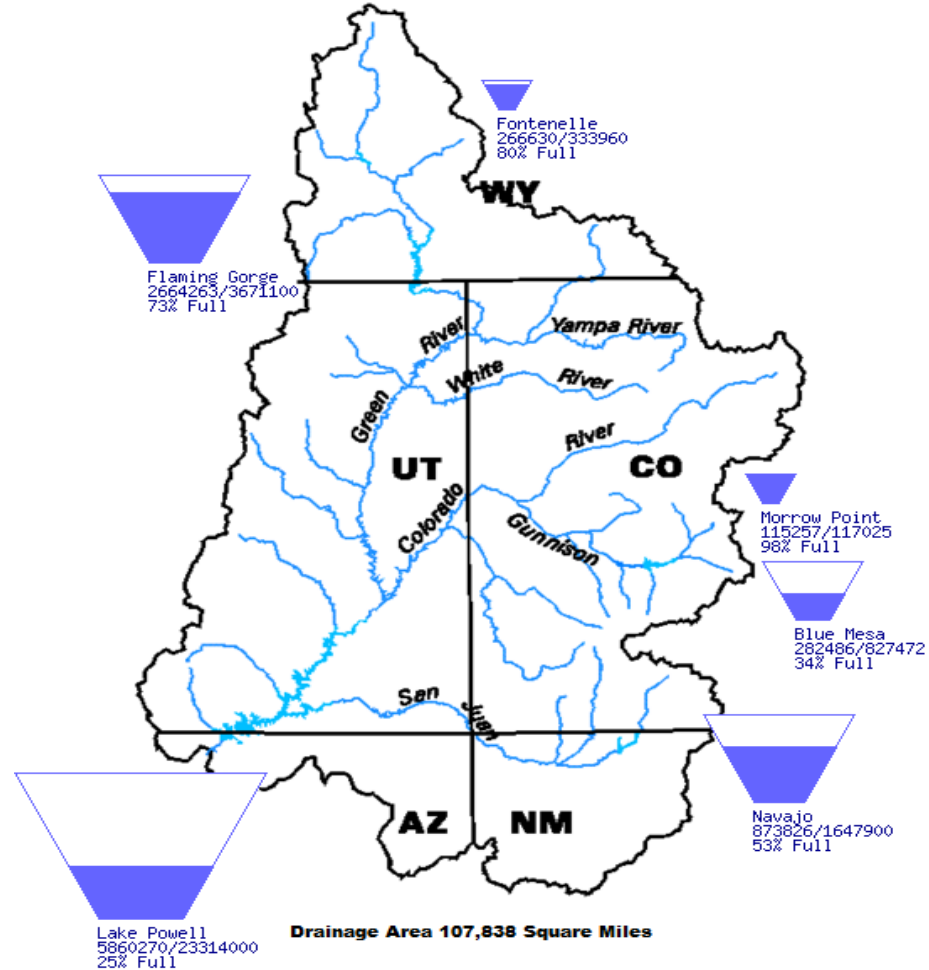 Fontenelle
266630/333960
80% Full
WY
Flaming Gorge
2664263/3671100
73% Full
River
Yampa River
White
River
Green
River
UT
CO
Colorado
Gunnison
Morrow Point
115257/117025
98% Full
Blue Mesa
282486/827472
34% Full
San
Juan
Navajo
873826/1647900
53% Full
AZ
NM
Lake Powell
5860270/23314000
25% Full
Drainage Area 107,838 Square Miles